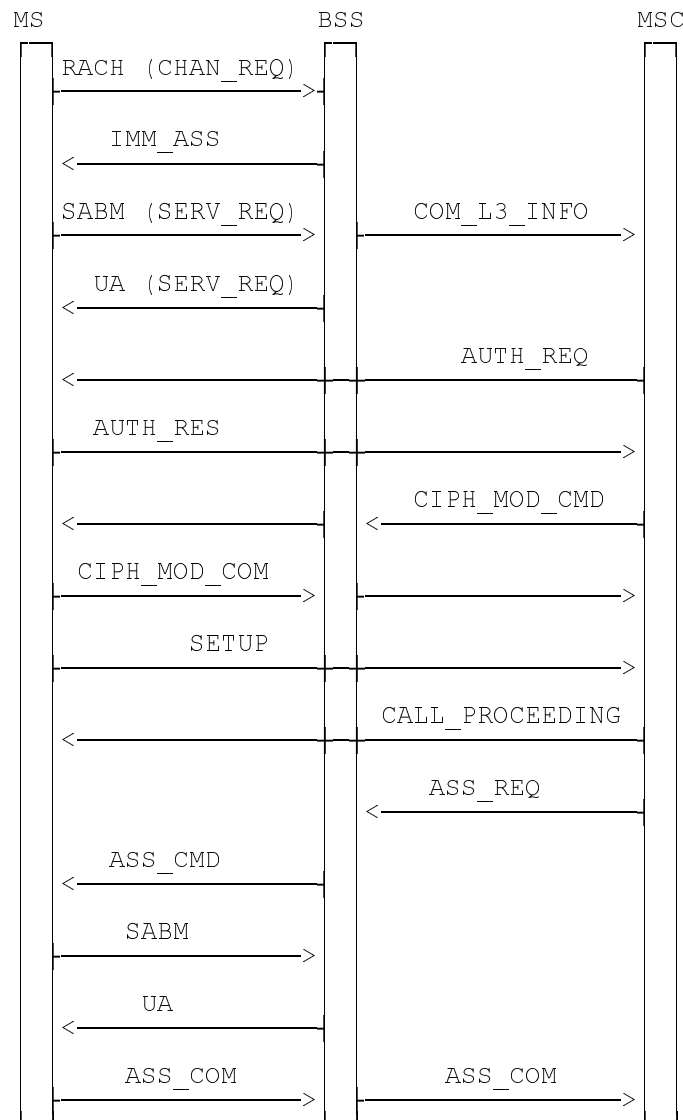 MS BSS MSC
RACH (CHAN_REQ)
IMM_ASS
SABM (SERV_REQ) COM_L3_INFO
UA (SERV_REQ)
AUTH_REQ
AUTH_RES
CIPH_MOD_CMD
CIPH_MOD_COM
SETUP
CALL_PROCEEDING
ASS_REQ
ASS_CMD
SABM
UA
ASS_COM ASS_COM